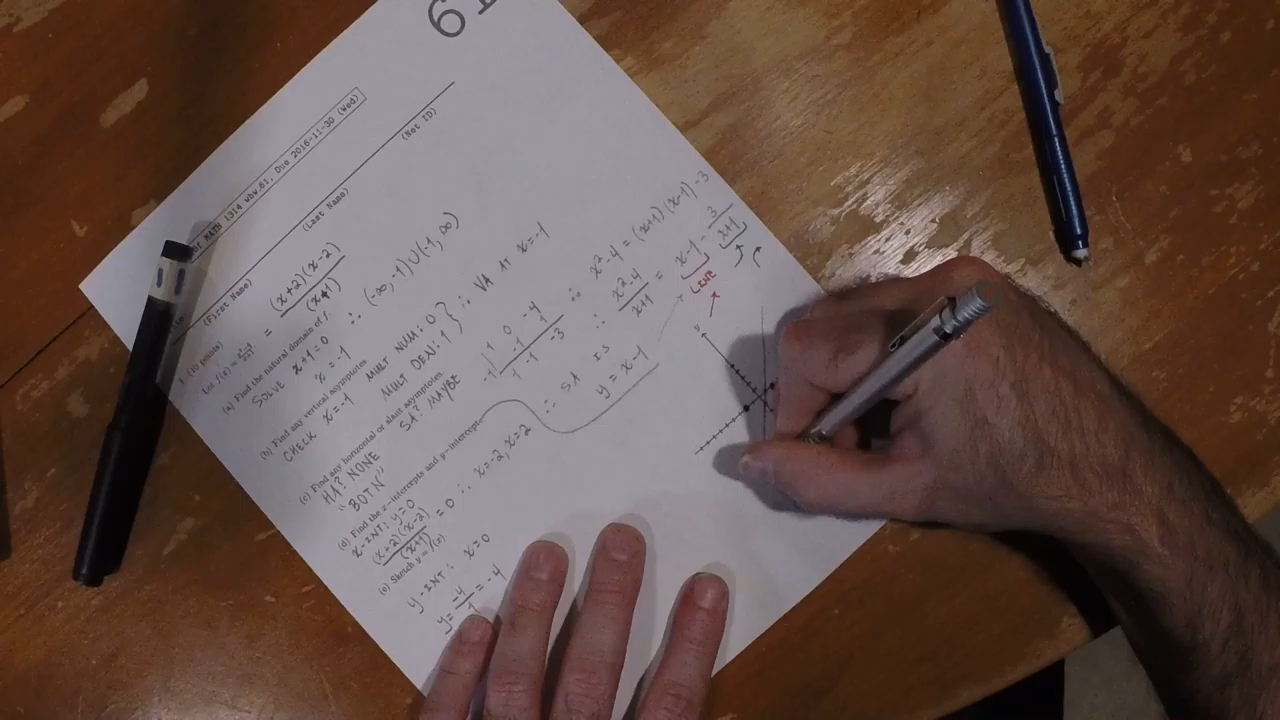 61
MATH 1314 whw.61, Due 2016-11-30 (Wed)
(First Name) (Last Name) (Not ID)
1. (10 points)
Let f(x) = x²-4/x+1. = (x+2)(x-2)/(x+1)
(a) Find the natural domain of f.
SOLVE x+1=0 ∴ (-∞,-1)∪(-1,∞)
x=-1
(b) Find any vertical asymptotes.
CHECK x=-1 MULT NUM: 0
MULT DEN: 1 } ∴ VA AT x=-1
(c) Find any horizontal or slant asymptotes.
HA? NONE SA? MAYBE
"BOTN"
-1| 1 0 -4
-1 1
1 -1 -3
∴ x²-4 = (x+1)(x-1)-3
∴ x²-4/x+1 = x-1 - 3/x+1
LINE
∴ SA IS
y = x-1
(d) Find the x-intercepts and y-intercept.
x-INT: y=0
(x+2)(x-2)/(x+1) = 0 ∴ x=-2, x=2
y-INT: x=0
y = -4/1 = -4
(e) Sketch y = f(x)
y